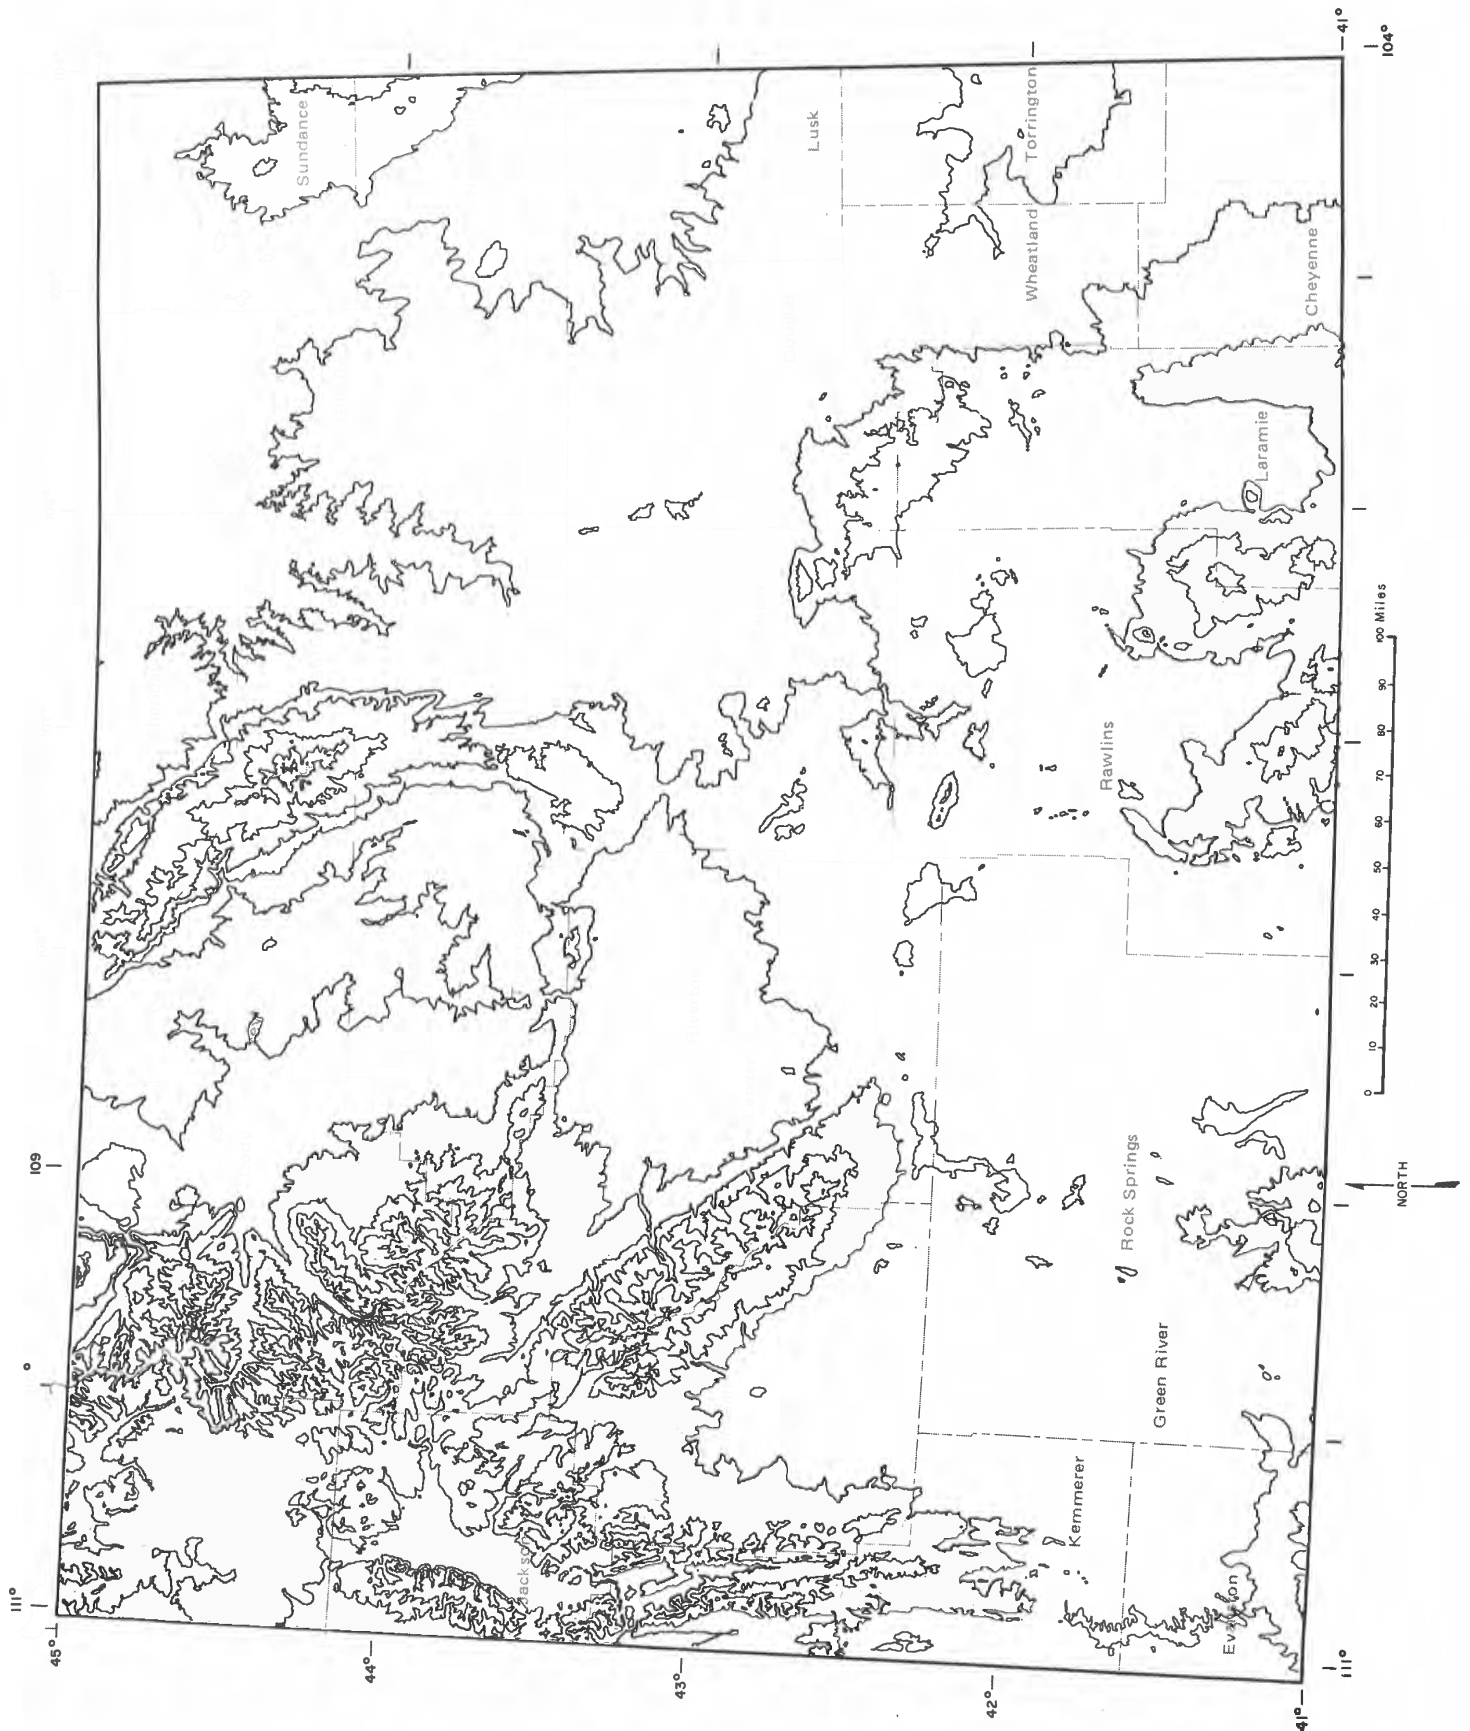 Sundance
Lusk
Torrington
Wheatland
Cheyenne
Laramie
Rawlins
Rock Springs
Green River
Kemmerer
Evanston
Jackson
45°
44°
43°
42°
41°
111°
109
°
111°
41°
104°
0 10 20 30 40 50 60 70 80 90 100 Miles
NORTH